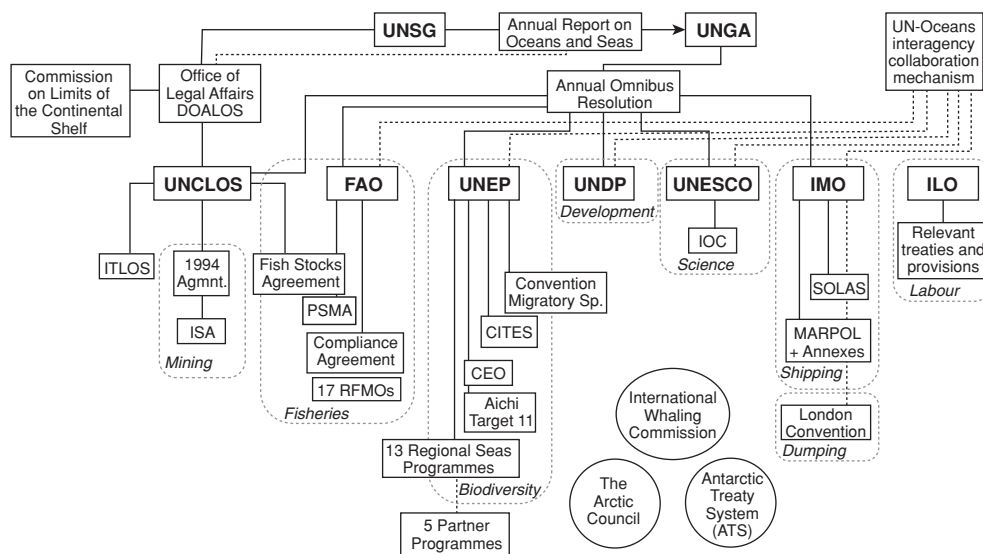 UNSG
Annual Report on
Oceans and Seas
UNGA
UN-Oceans
interagency
collaboration
mechanism
Commission
on Limits of
the Continental
Shelf
Office of
Legal Affairs
DOALOS
Annual Omnibus
Resolution
UNCLOS
FAO
UNEP
UNDP
UNESCO
IMO
ILO
Development
ITLOS
1994
Agmnt.
Fish Stocks
Agreement
Convention
Migratory Sp.
IOC
Science
SOLAS
Relevant
treaties and
provisions
Labour
ISA
Mining
PSMA
Compliance
Agreement
17 RFMOs
Fisheries
CITES
CEO
Aichi
Target 11
13 Regional Seas
Programmes
Biodiversity
5 Partner
Programmes
MARPOL
+ Annexes
Shipping
London
Convention
Dumping
International
Whaling
Commission
The
Arctic
Council
Antarctic
Treaty
System
(ATS)